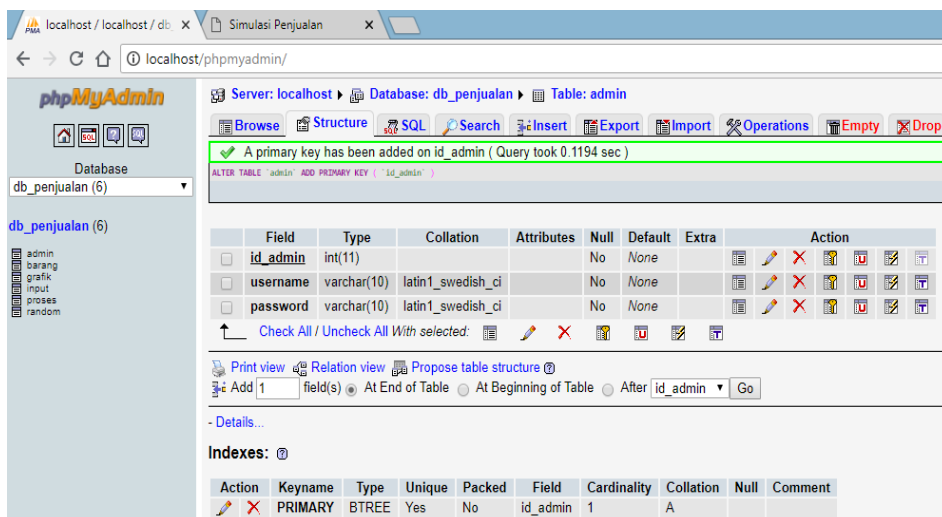 localhost / localhost / db_
Simulasi Penjualan
localhost/phpmyadmin/
phpMyAdmin
Database
db_penjualan (6)
db_penjualan (6)
admin
barang
grafik
input
proses
random
Server: localhost Database: db_penjualan Table: admin
Browse Structure SQL Search Insert Export Import Operations Empty Drop
A primary key has been added on id_admin ( Query took 0.1194 sec )
ALTER TABLE `admin` ADD PRIMARY KEY ( `id_admin` )
Field Type Collation Attributes Null Default Extra Action
id_admin int(11) No None
username varchar(10) latin1_swedish_ci No None
password varchar(10) latin1_swedish_ci No None
Check All / Uncheck All With selected:
Print view Relation view Propose table structure
Add 1 field(s) At End of Table At Beginning of Table After id_admin Go
- Details...
Indexes:
Action Keyname Type Unique Packed Field Cardinality Collation Null Comment
PRIMARY BTREE Yes No id_admin 1 A